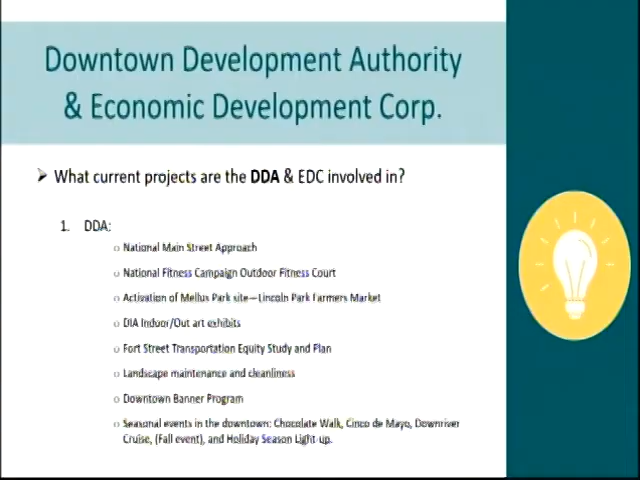 Downtown Development Authority
& Economic Development Corp.
➢ What current projects are the DDA & EDC involved in?
1. DDA:
o National Main Street Approach
o National Fitness Campaign Outdoor Fitness Court
o Activation of Mellus Park site—Lincoln Park Farmers Market
o DIA Indoor/Out art exhibits
o Fort Street Transportation Equity Study and Plan
o Landscape maintenance and cleanliness
o Downtown Banner Program
o Seasonal events in the downtown: Chocolate Walk, Cinco de Mayo, Downriver
Cruise, (Fall event), and Holiday Season Light-up.